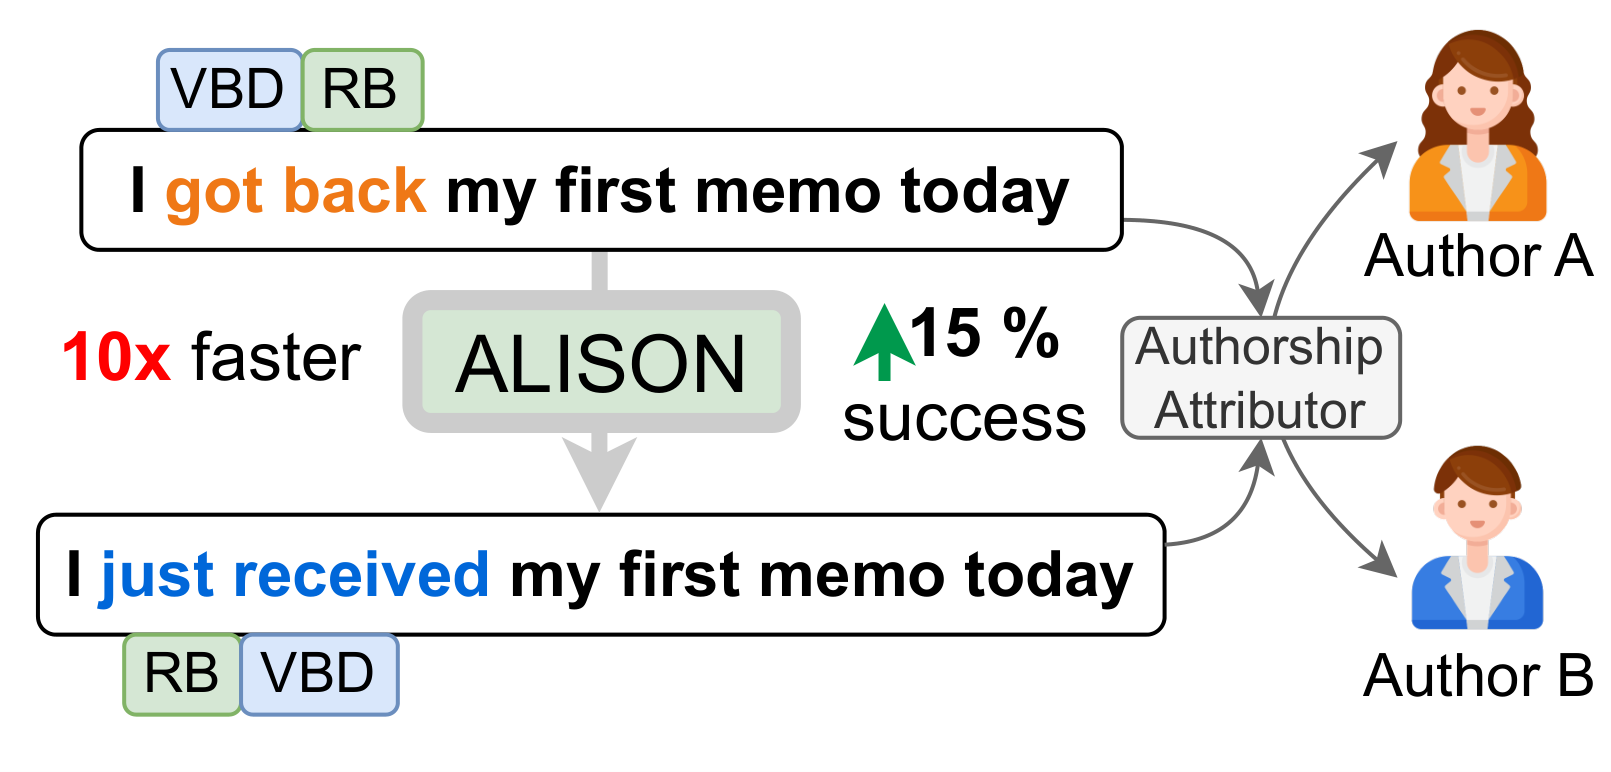 VBD RB
I got back my first memo today
10x faster
ALISON
15 %
success
Authorship
Attributor
Author A
I just received my first memo today
RB VBD
Author B